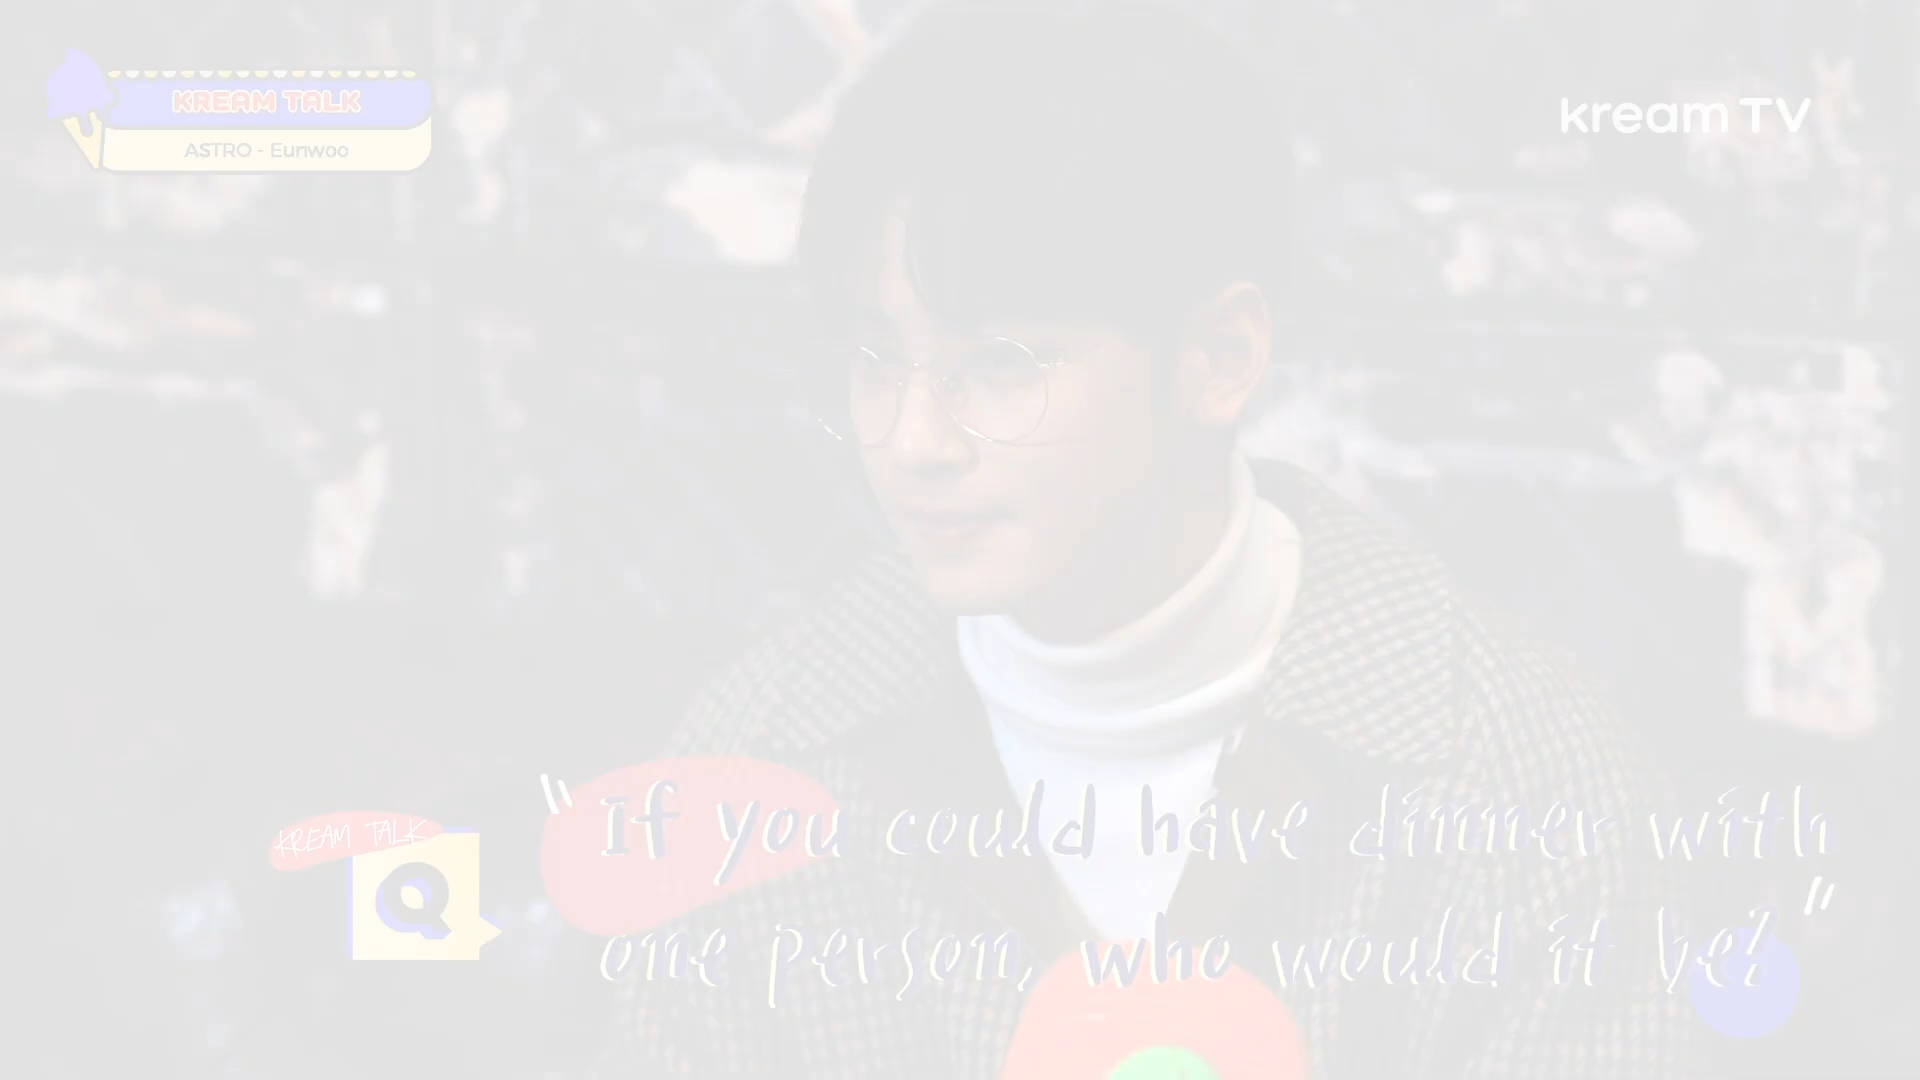 KREAM TALK
ASTRO - Eunwoo
kream TV
KREAM TALK
Q
"If you could have dinner with
one person, who would it be?"